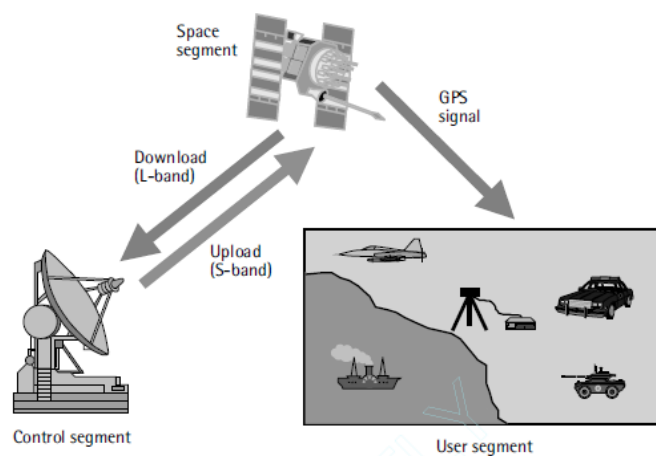 Space
segment
GPS
signal
Download
(L-band)
Upload
(S-band)
Control segment
User segment